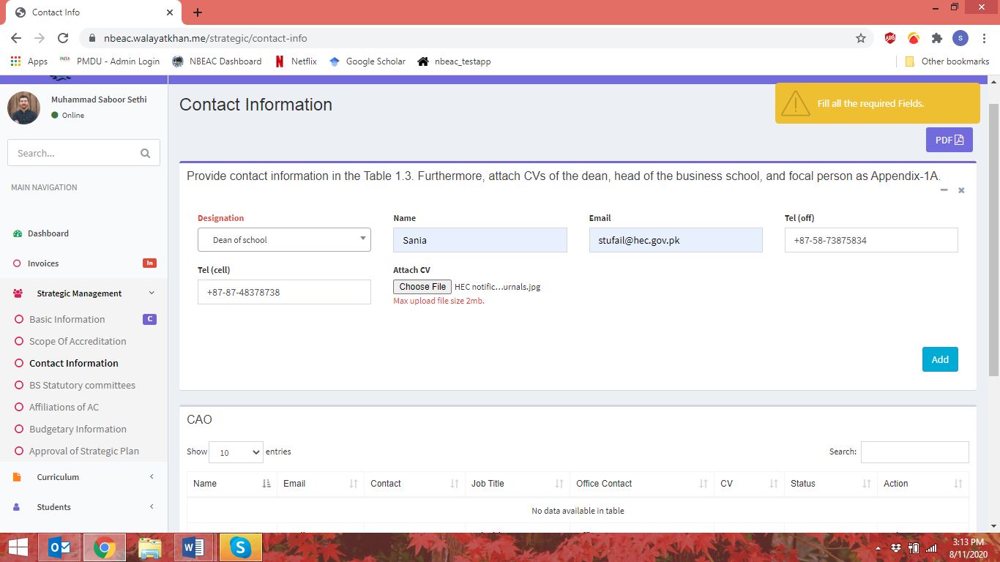 Contact Info
nbeac.walayatkhan.me/strategic/contact-info
ABP
S
Apps
PMDU - Admin Login
NBEAC Dashboard
Netflix
Google Scholar
nbeac_testapp
Other bookmarks
Muhammad Saboor Sethi
Online
Search...
MAIN NAVIGATION
Dashboard
Invoices
In
Strategic Management
Basic Information
C
Scope Of Accreditation
Contact Information
BS Statutory committees
Affiliations of AC
Budgetary Information
Approval of Strategic Plan
Curriculum
Students
Contact Information
Fill all the required Fields.
PDF
Provide contact information in the Table 1.3. Furthermore, attach CVs of the dean, head of the business school, and focal person as Appendix-1A.
Designation
Name
Email
Tel (off)
Dean of school
Sania
stufail@hec.gov.pk
+87-58-73875834
Tel (cell)
Attach CV
+87-87-48378738
Choose File HEC notific...urnals.jpg
Max upload file size 2mb.
Add
CAO
Show 10 entries
Search:
Name
Email
Contact
Job Title
Office Contact
CV
Status
Action
No data available in table
3:13 PM
8/11/2020